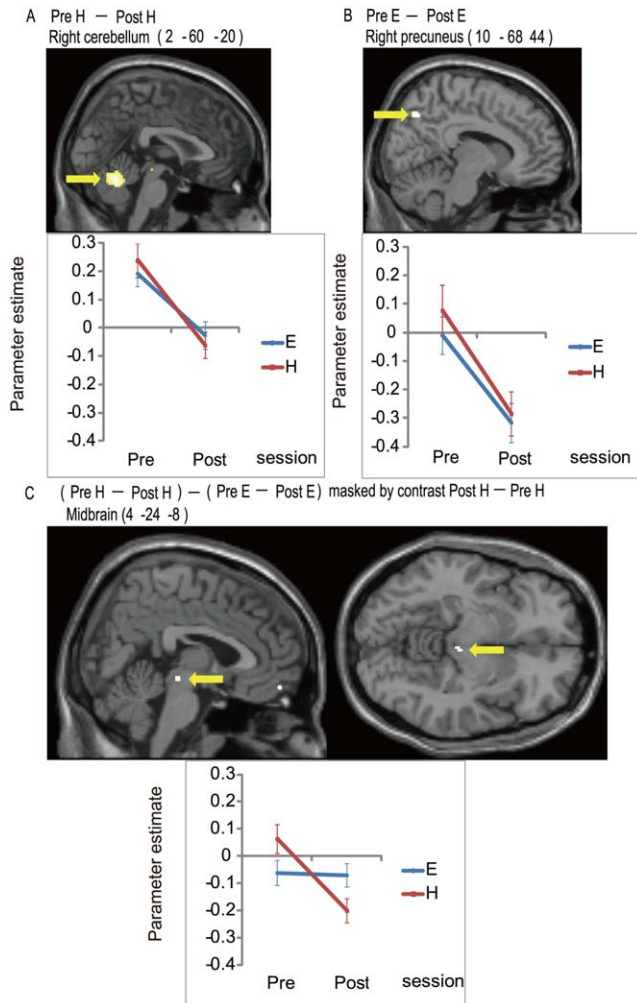 A Pre H — Post H
Right cerebellum (2 -60 -20)
B Pre E — Post E
Right precuneus (10 -68 44)
0.3
0.2
0.1
0
-0.1
-0.2
-0.3
-0.4
Parameter estimate
E
H
Pre Post session
0.3
0.2
0.1
0
-0.1
-0.2
-0.3
-0.4
Parameter estimate
E
H
Pre Post session
C (Pre H — Post H) — (Pre E — Post E) masked by contrast Post H — Pre H
Midbrain (4 -24 -8)
0.3
0.2
0.1
0
-0.1
-0.2
-0.3
-0.4
Parameter estimate
E
H
Pre Post session